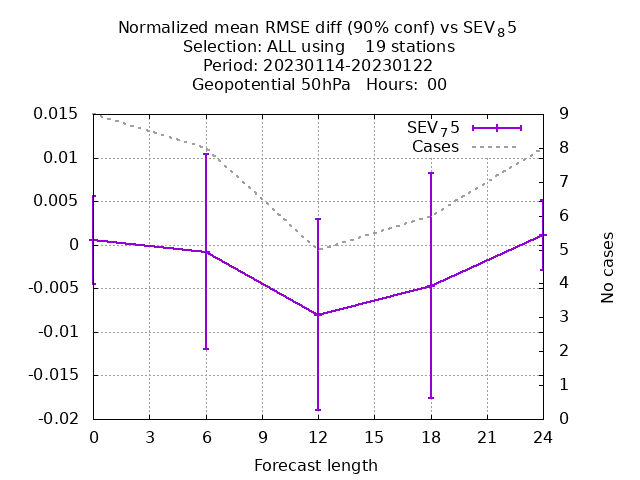 Normalized mean RMSE diff (90% conf) vs SEV₈5
Selection: ALL using 19 stations
Period: 20230114-20230122
Geopotential 50hPa Hours: 00
SEV₇5
Cases
0.015
0.01
0.005
0
-0.005
-0.01
-0.015
-0.02
9
8
7
6
5
4
3
2
1
0
No cases
0 3 6 9 12 15 18 21 24
Forecast length